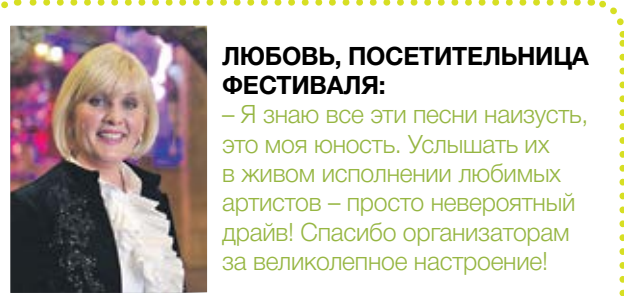 ЛЮБОВЬ, ПОСЕТИТЕЛЬНИЦА
ФЕСТИВАЛЯ:
– Я знаю все эти песни наизусть,
это моя юность. Услышать их
в живом исполнении любимых
артистов – просто невероятный
драйв! Спасибо организаторам
за великолепное настроение!